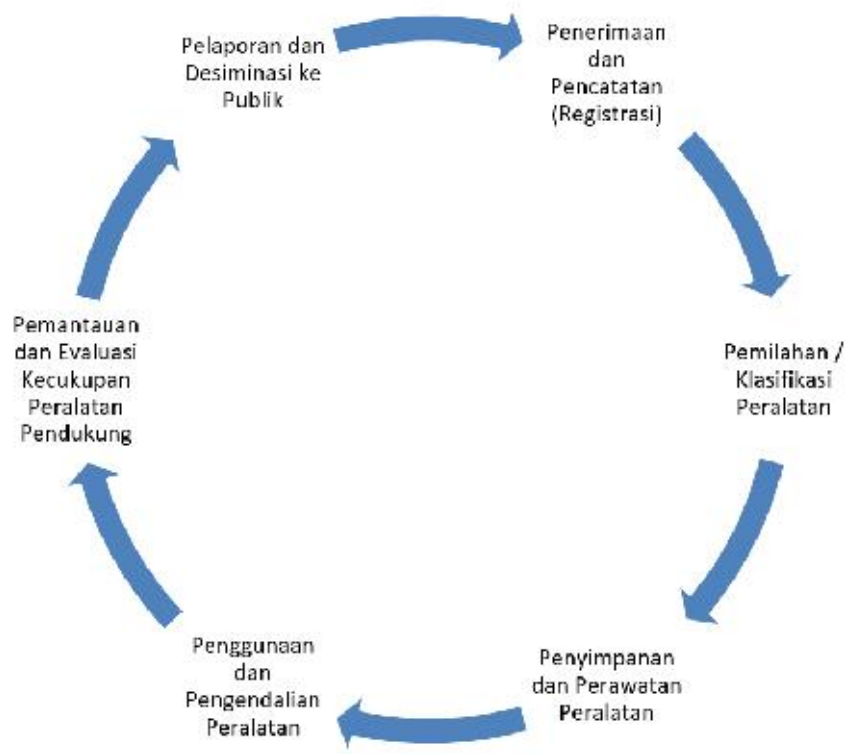 Pelaporan dan
Desiminasi ke
Publik
Penerimaan
dan
Pencatatan
(Registrasi)
Pemilahan /
Klasifikasi
Peralatan
Penyimpanan
dan Perawatan
Peralatan
Penggunaan
dan
Pengendalian
Peralatan
Pemantauan
dan Evaluasi
Kecukupan
Peralatan
Pendukung